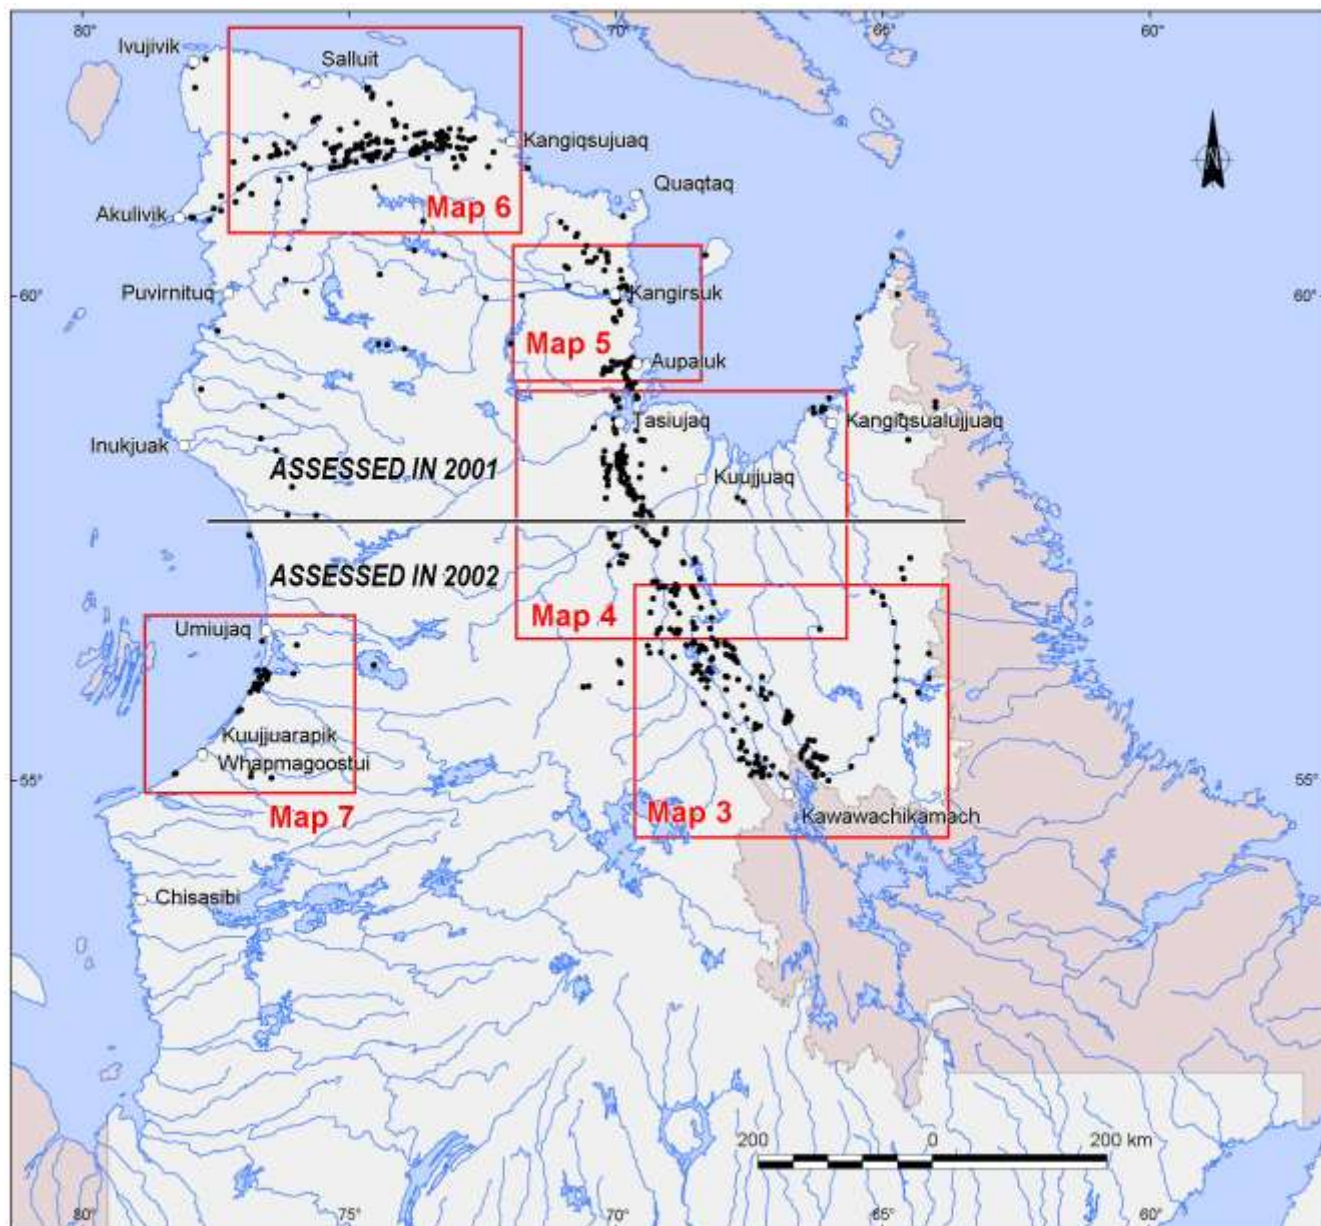 80° 70° 65° 60°
Ivujivik
Salluit
Kangiqsujuaq
N
Quaqtaq
Akulivik
Map 6
Puvirnituq
60°
Kangirsuk
60°
Map 5
Aupaluk
Tasiujaq
Kangiqsualujjuaq
Inukjuak
ASSESSED IN 2001
Kuujjuaq
ASSESSED IN 2002
Map 4
Umiujaq
Kuujjuarapik
Whapmagoostui
55°
55°
Map 7
Map 3
Kawawachikamach
Chisasibi
200 0 200 km
80° 75° 70° 65° 60°